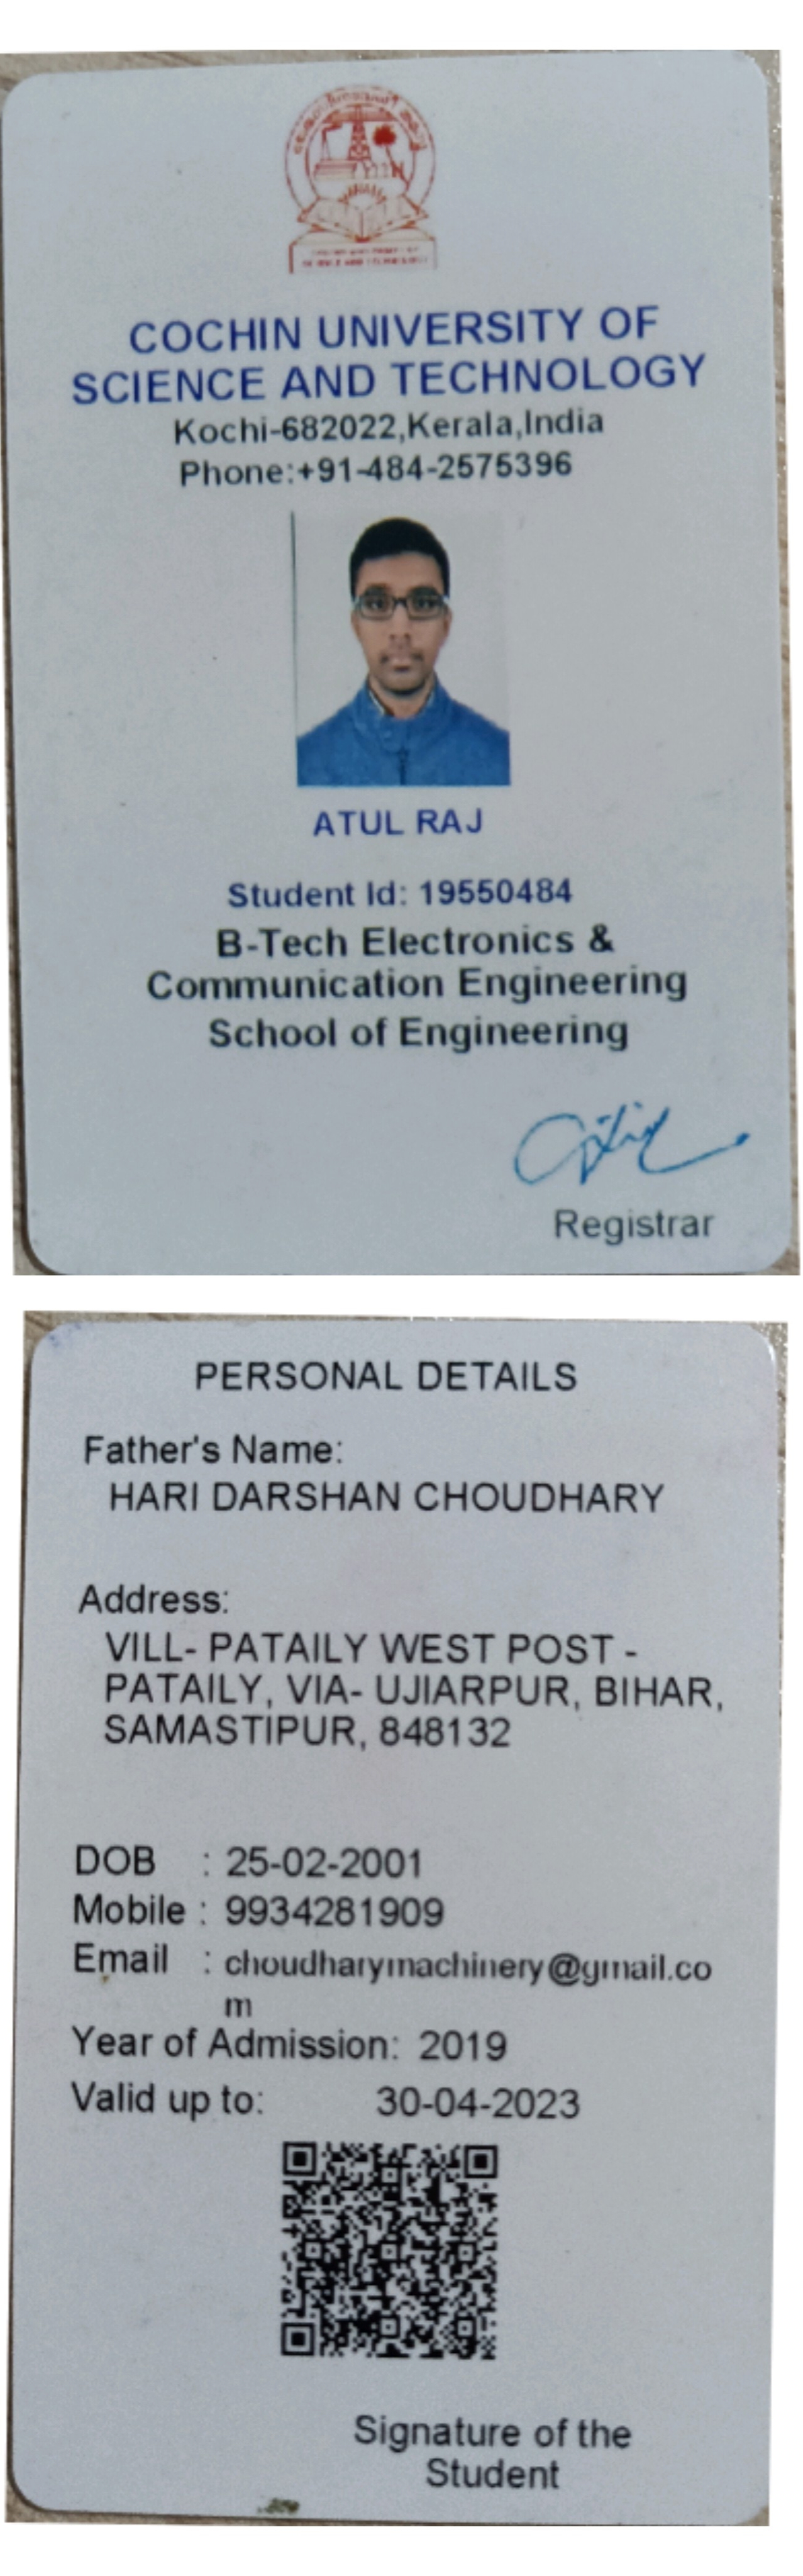 COCHIN UNIVERSITY OF
SCIENCE AND TECHNOLOGY
Kochi-682022,Kerala,India
Phone:+91-484-2575396
ATUL RAJ
Student Id: 19550484
B-Tech Electronics &
Communication Engineering
School of Engineering
Registrar
PERSONAL DETAILS
Father's Name:
HARI DARSHAN CHOUDHARY
Address:
VILL- PATAILY WEST POST -
PATAILY, VIA- UJIARPUR, BIHAR,
SAMASTIPUR, 848132
DOB : 25-02-2001
Mobile : 9934281909
Email : choudharymachinery@gmail.co
m
Year of Admission: 2019
Valid up to: 30-04-2023
Signature of the
Student